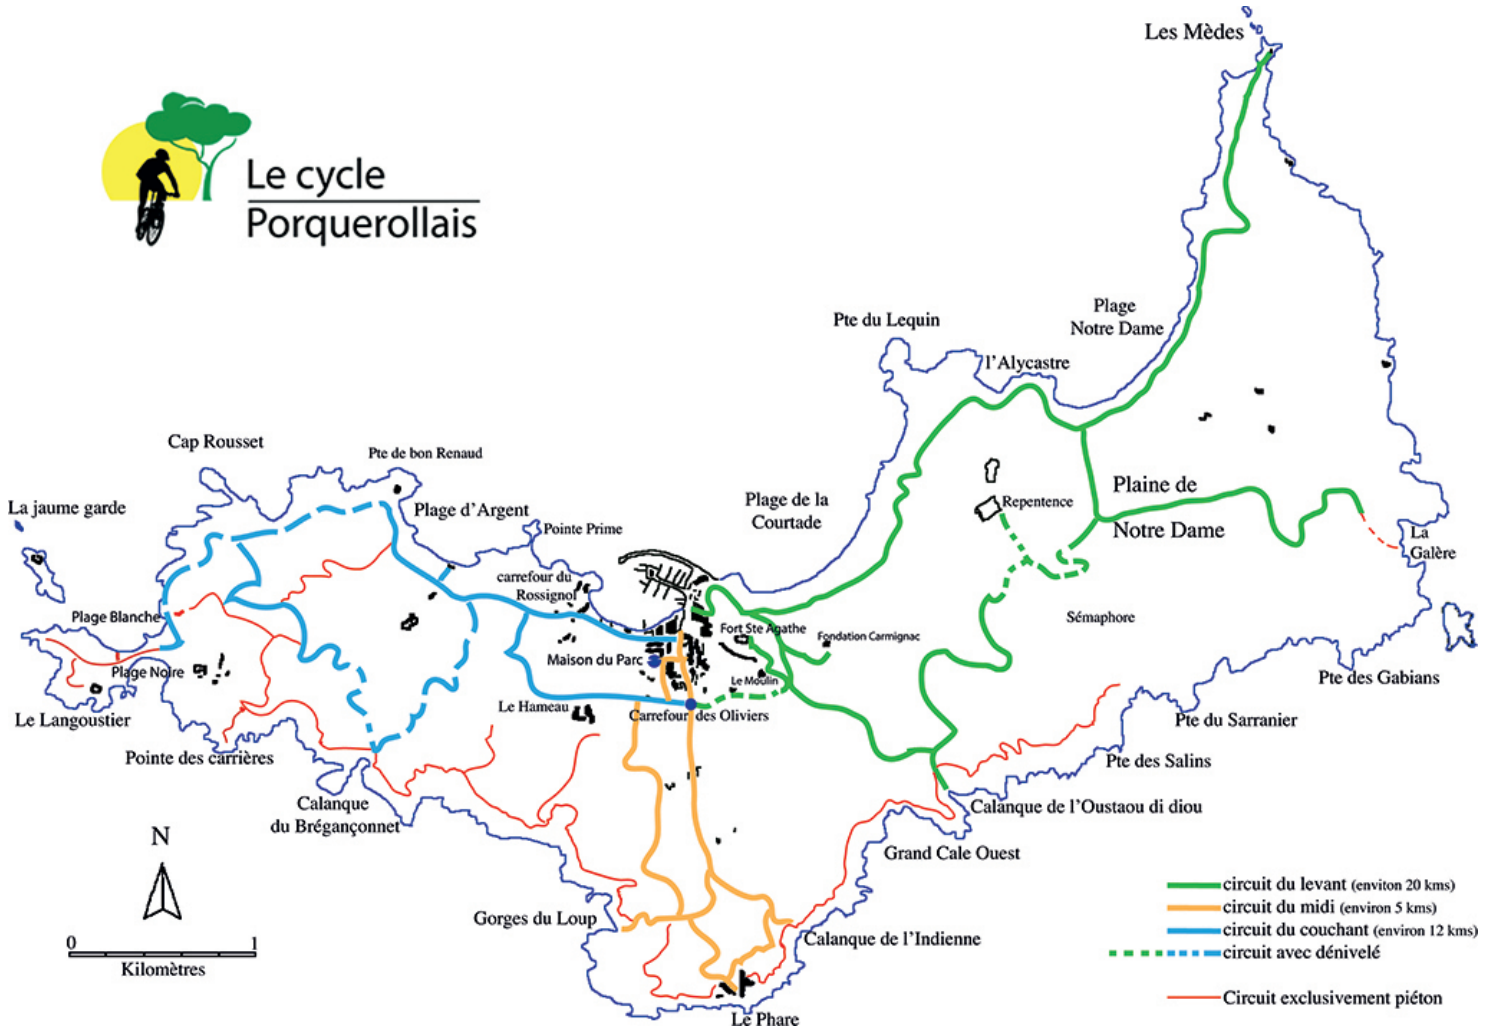 Les Mèdes
Le cycle
Porquerollais
Plage
Notre Dame
Pte du Lequin
l'Alycastre
Cap Rousset
Pte de bon Renaud
La jaume garde
Plage d'Argent
Pointe Prime
Plage de la
Courtade
Repentence
Plaine de
Notre Dame
La
Galère
carrefour du
Rossignol
Plage Blanche
Fort Ste Agathe
Fondation Carmignac
Sémaphore
Maison du Parc
Plage Noire
Le Moulin
Pte des Gabians
Le Langoustier
Le Hameau
Carrefour des Oliviers
Pte du Sarranier
Pointe des carrières
Pte des Salins
Calanque
du Brégançonnet
Calanque de l'Oustaou di diou
N
Grand Cale Ouest
Gorges du Loup
Calanque de l'Indienne
0 1
Kilomètres
Le Phare
circuit du levant (environ 20 kms)
circuit du midi (environ 5 kms)
circuit du couchant (environ 12 kms)
circuit avec dénivelé
Circuit exclusivement piéton